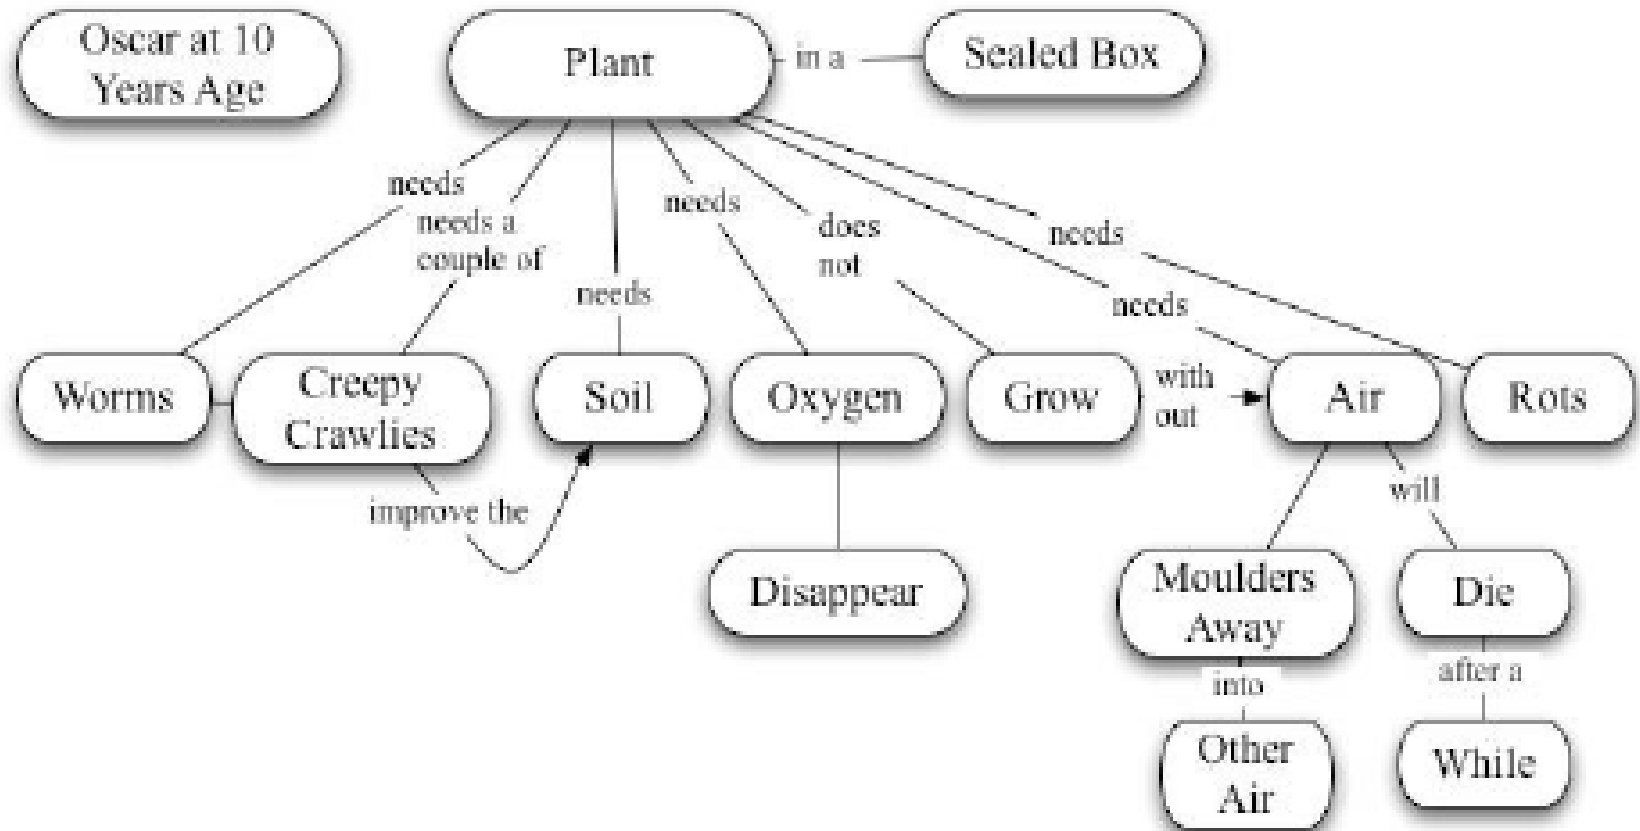 Oscar at 10
Years Age
Plant
in a
Sealed Box
needs
needs a
couple of
needs
needs
does
not
needs
needs
Worms
Creepy
Crawlies
Soil
Oxygen
Grow
with
out
Air
Rots
improve the
will
Disappear
Moulders
Away
Die
into
after a
Other
Air
While